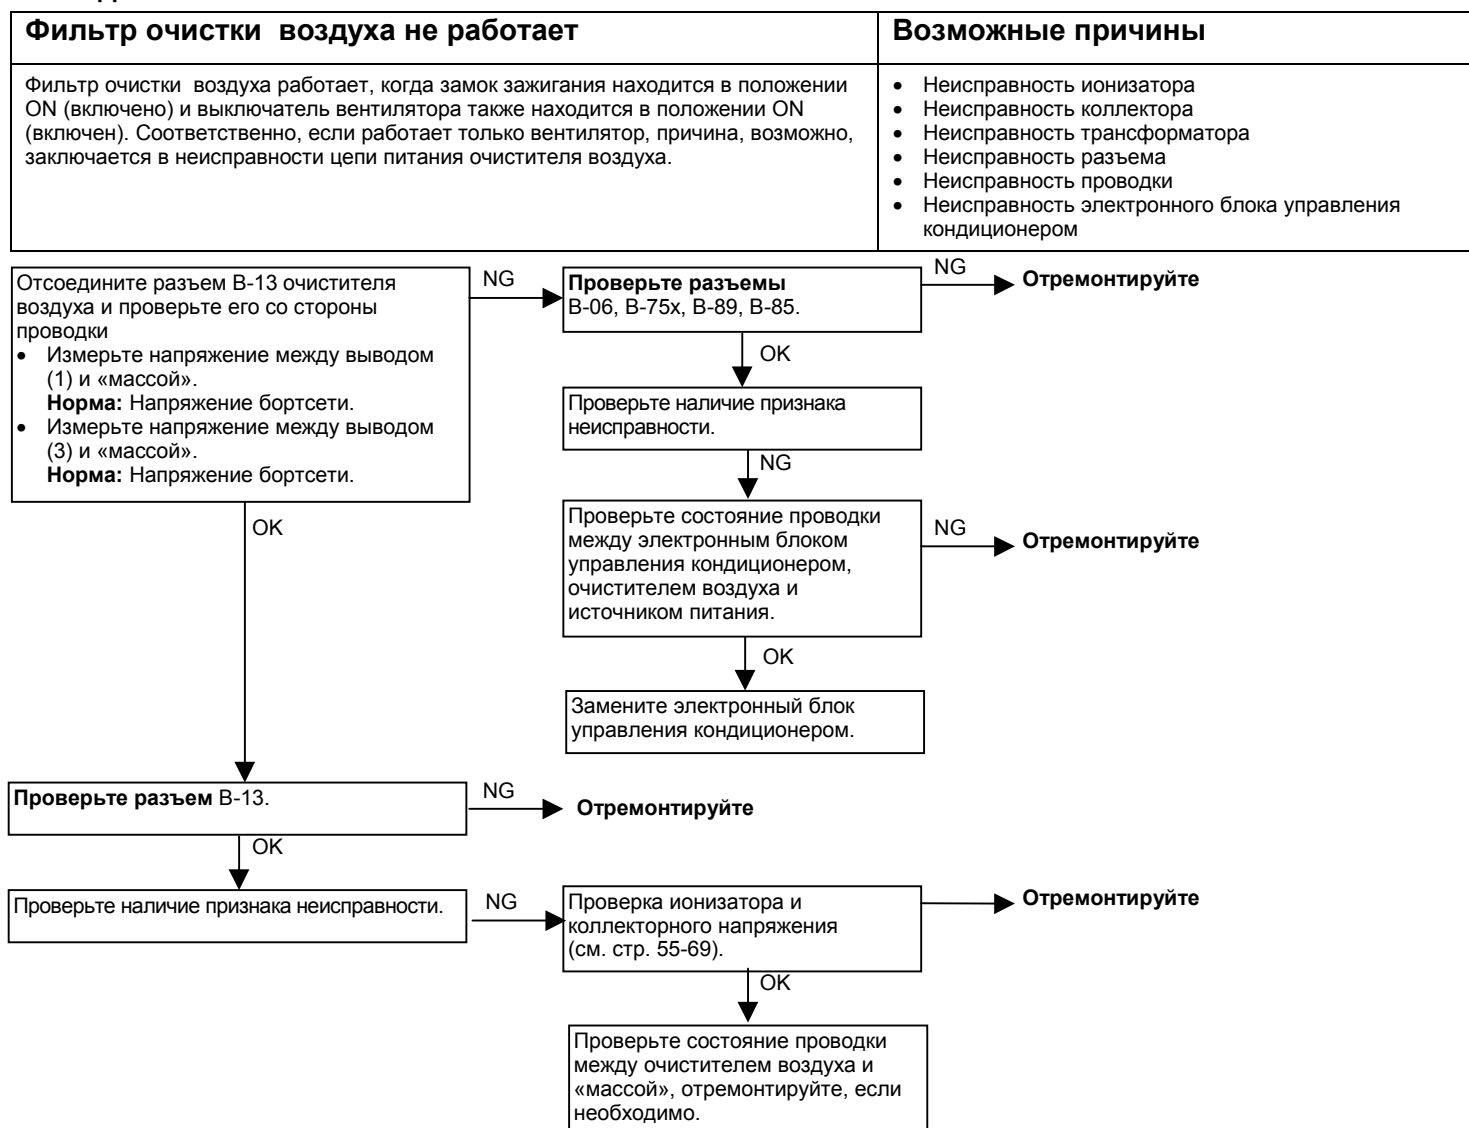 Фильтр очистки воздуха не работает
Возможные причины
Фильтр очистки воздуха работает, когда замок зажигания находится в положении
ON (включено) и выключатель вентилятора также находится в положении ON
(включен). Соответственно, если работает только вентилятор, причина, возможно,
заключается в неисправности цепи питания очистителя воздуха.
• Неисправность ионизатора
• Неисправность коллектора
• Неисправность трансформатора
• Неисправность разъема
• Неисправность проводки
• Неисправность электронного блока управления
кондиционером
Отсоедините разъем B-13 очистителя
воздуха и проверьте его со стороны
проводки
• Измерьте напряжение между выводом
(1) и «массой».
Норма: Напряжение бортсети.
• Измерьте напряжение между выводом
(3) и «массой».
Норма: Напряжение бортсети.
NG
Проверьте разъемы
B-06, B-75x, B-89, B-85.
NG
Отремонтируйте
OK
Проверьте наличие признака
неисправности.
NG
Проверьте состояние проводки
между электронным блоком
управления кондиционером,
очистителем воздуха и
источником питания.
NG
Отремонтируйте
OK
Замените электронный блок
управления кондиционером.
OK
Проверьте разъем B-13.
NG
Отремонтируйте
OK
Проверьте наличие признака неисправности.
NG
Проверка ионизатора и
коллекторного напряжения
(см. стр. 55-69).
Отремонтируйте
OK
Проверьте состояние проводки
между очистителем воздуха и
«массой», отремонтируйте, если
необходимо.